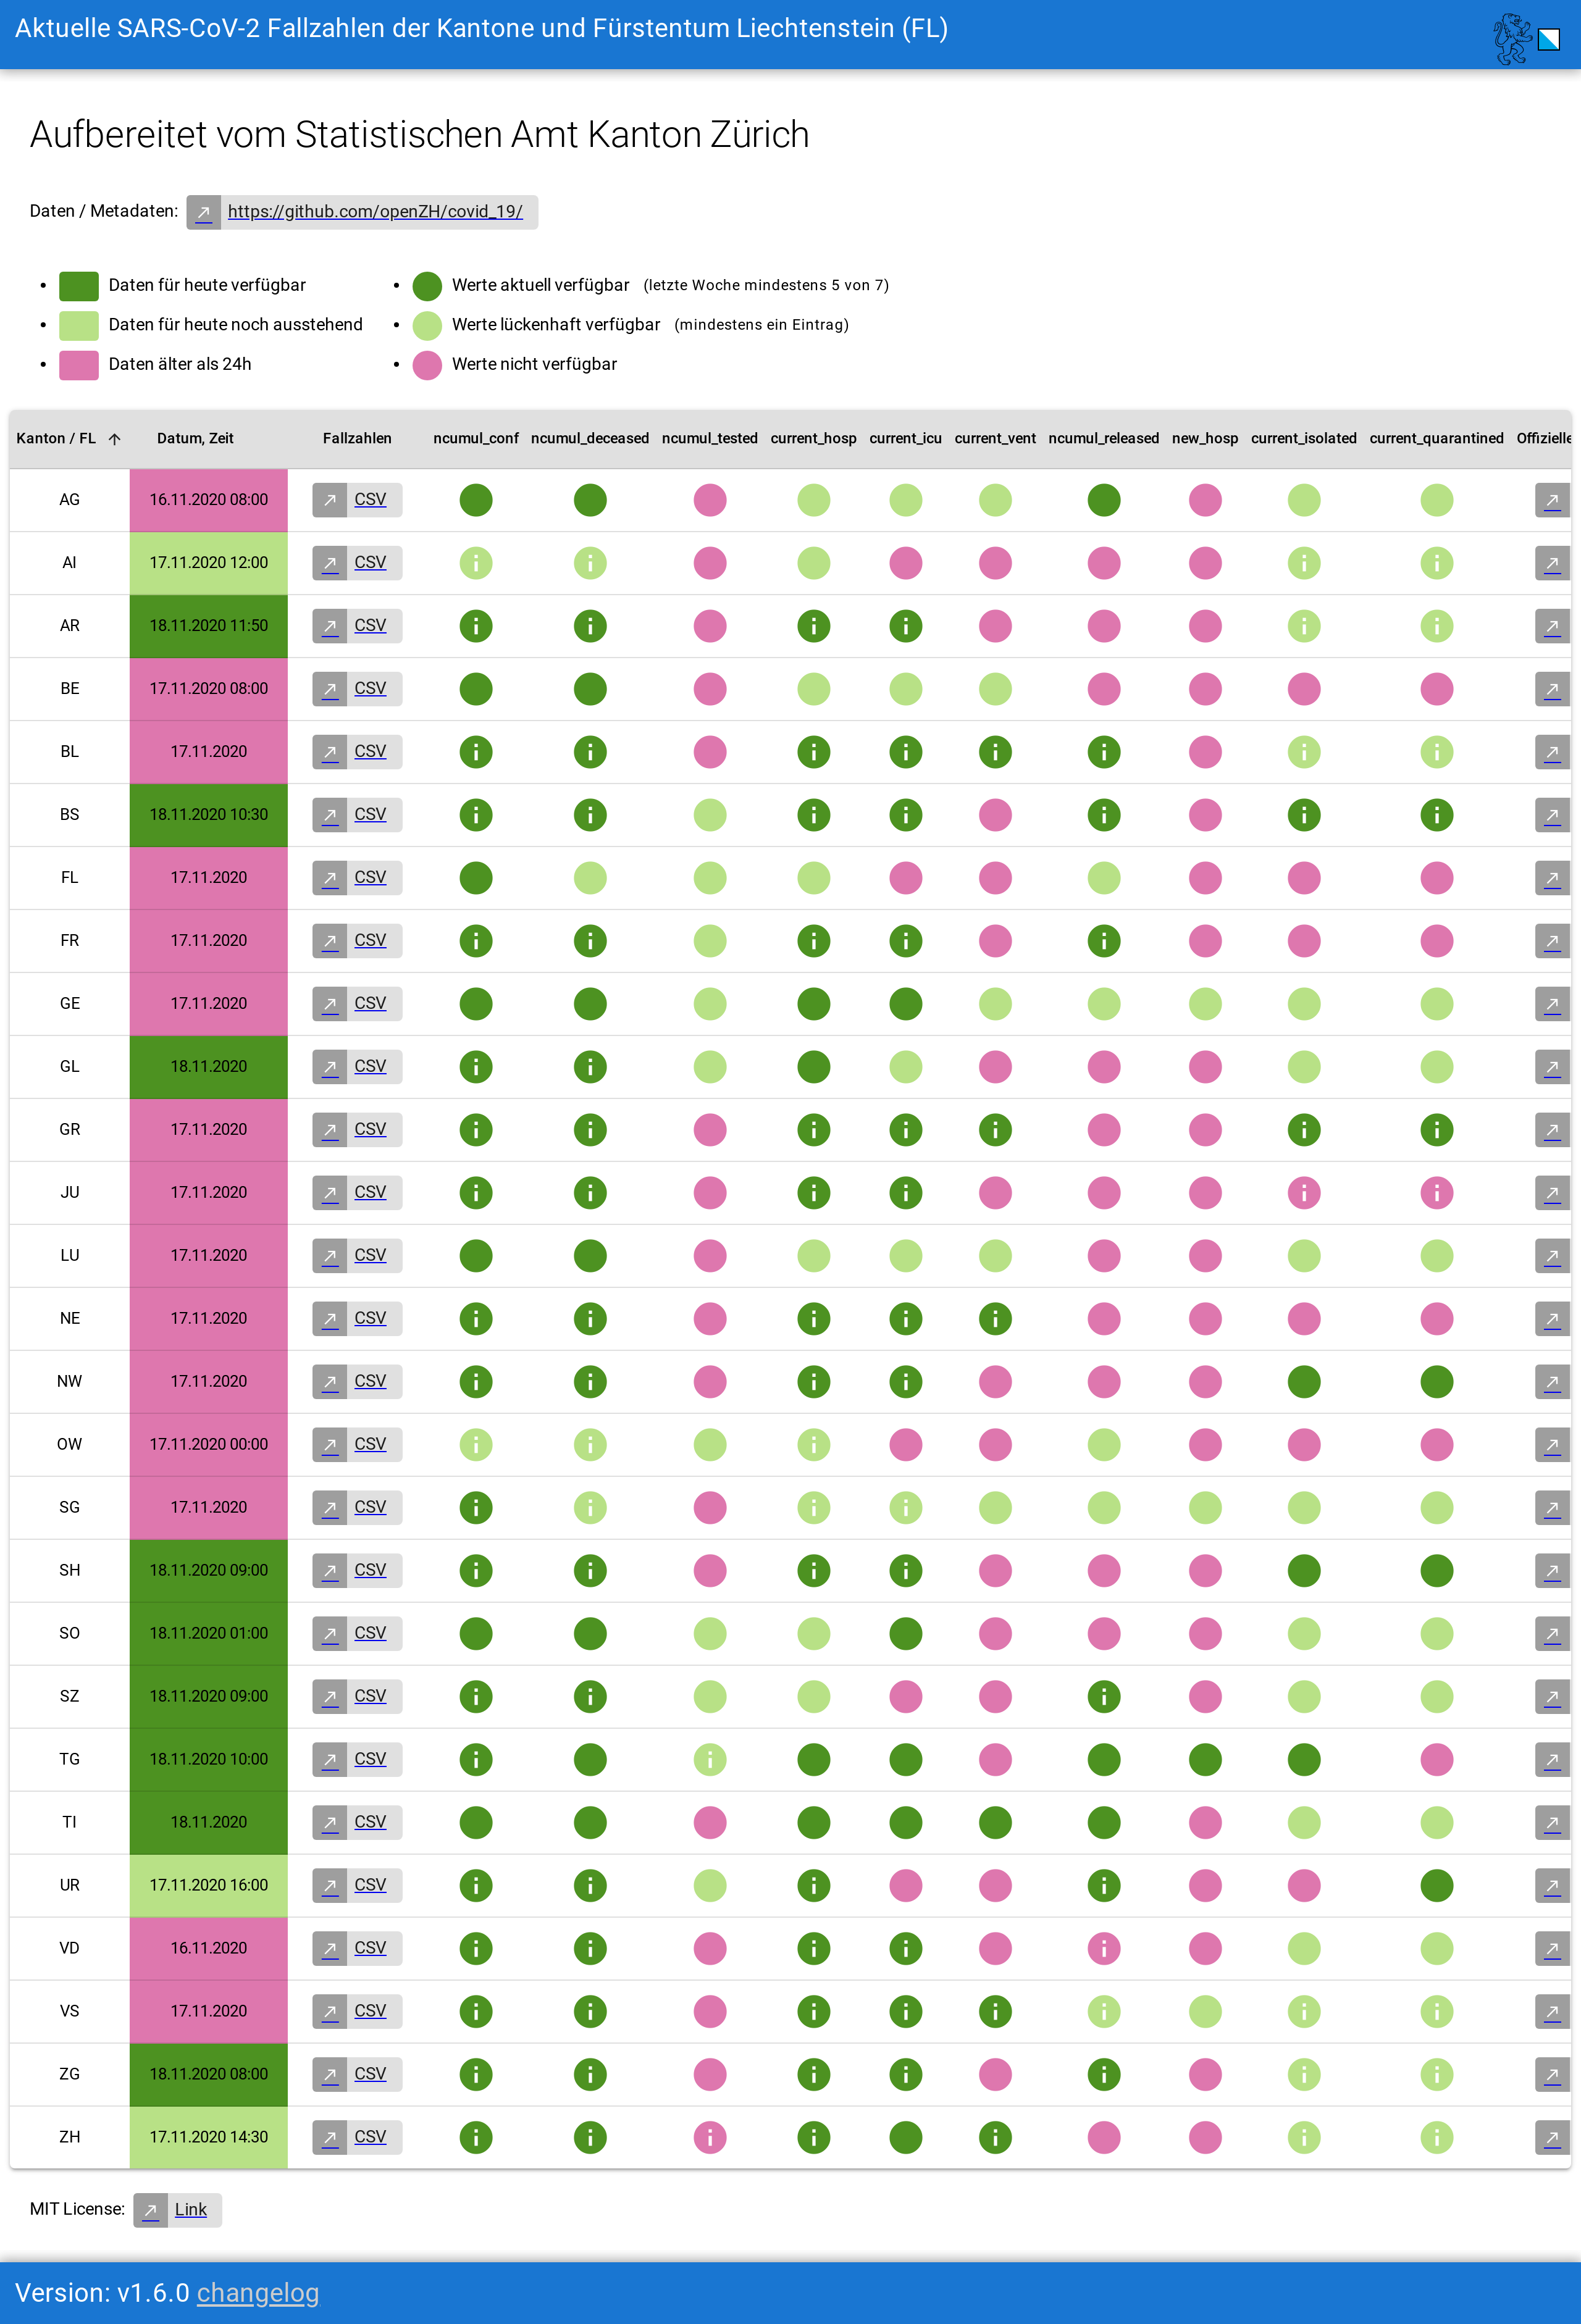 Aktuelle SARS-CoV-2 Fallzahlen der Kantone und Fürstentum Liechtenstein (FL)
Aufbereitet vom Statistischen Amt Kanton Zürich
Daten / Metadaten: https://github.com/openZH/covid_19/
Daten für heute verfügbar
Daten für heute noch ausstehend
Daten älter als 24h
Werte aktuell verfügbar (letzte Woche mindestens 5 von 7)
Werte lückenhaft verfügbar (mindestens ein Eintrag)
Werte nicht verfügbar
Kanton / FL Datum, Zeit Fallzahlen ncumul_conf ncumul_deceased ncumul_tested current_hosp current_icu current_vent ncumul_released new_hosp current_isolated current_quarantined Offizielle
AG 16.11.2020 08:00 CSV
AI 17.11.2020 12:00 CSV
AR 18.11.2020 11:50 CSV
BE 17.11.2020 08:00 CSV
BL 17.11.2020 CSV
BS 18.11.2020 10:30 CSV
FL 17.11.2020 CSV
FR 17.11.2020 CSV
GE 17.11.2020 CSV
GL 18.11.2020 CSV
GR 17.11.2020 CSV
JU 17.11.2020 CSV
LU 17.11.2020 CSV
NE 17.11.2020 CSV
NW 17.11.2020 CSV
OW 17.11.2020 00:00 CSV
SG 17.11.2020 CSV
SH 18.11.2020 09:00 CSV
SO 18.11.2020 01:00 CSV
SZ 18.11.2020 09:00 CSV
TG 18.11.2020 10:00 CSV
TI 18.11.2020 CSV
UR 17.11.2020 16:00 CSV
VD 16.11.2020 CSV
VS 17.11.2020 CSV
ZG 18.11.2020 08:00 CSV
ZH 17.11.2020 14:30 CSV
MIT License: Link
Version: v1.6.0 changelog